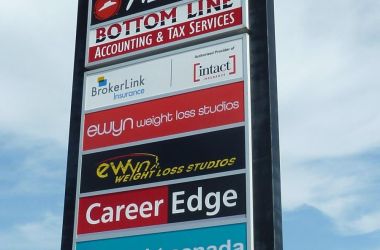 BOTTOM LINE
ACCOUNTING & TAX SERVICES
BrokerLink
Insurance
Authorized Provider of
[intact]
INSURANCE
ewyn weight loss studios
ewyn
WEIGHT LOSS STUDIOS
Career Edge